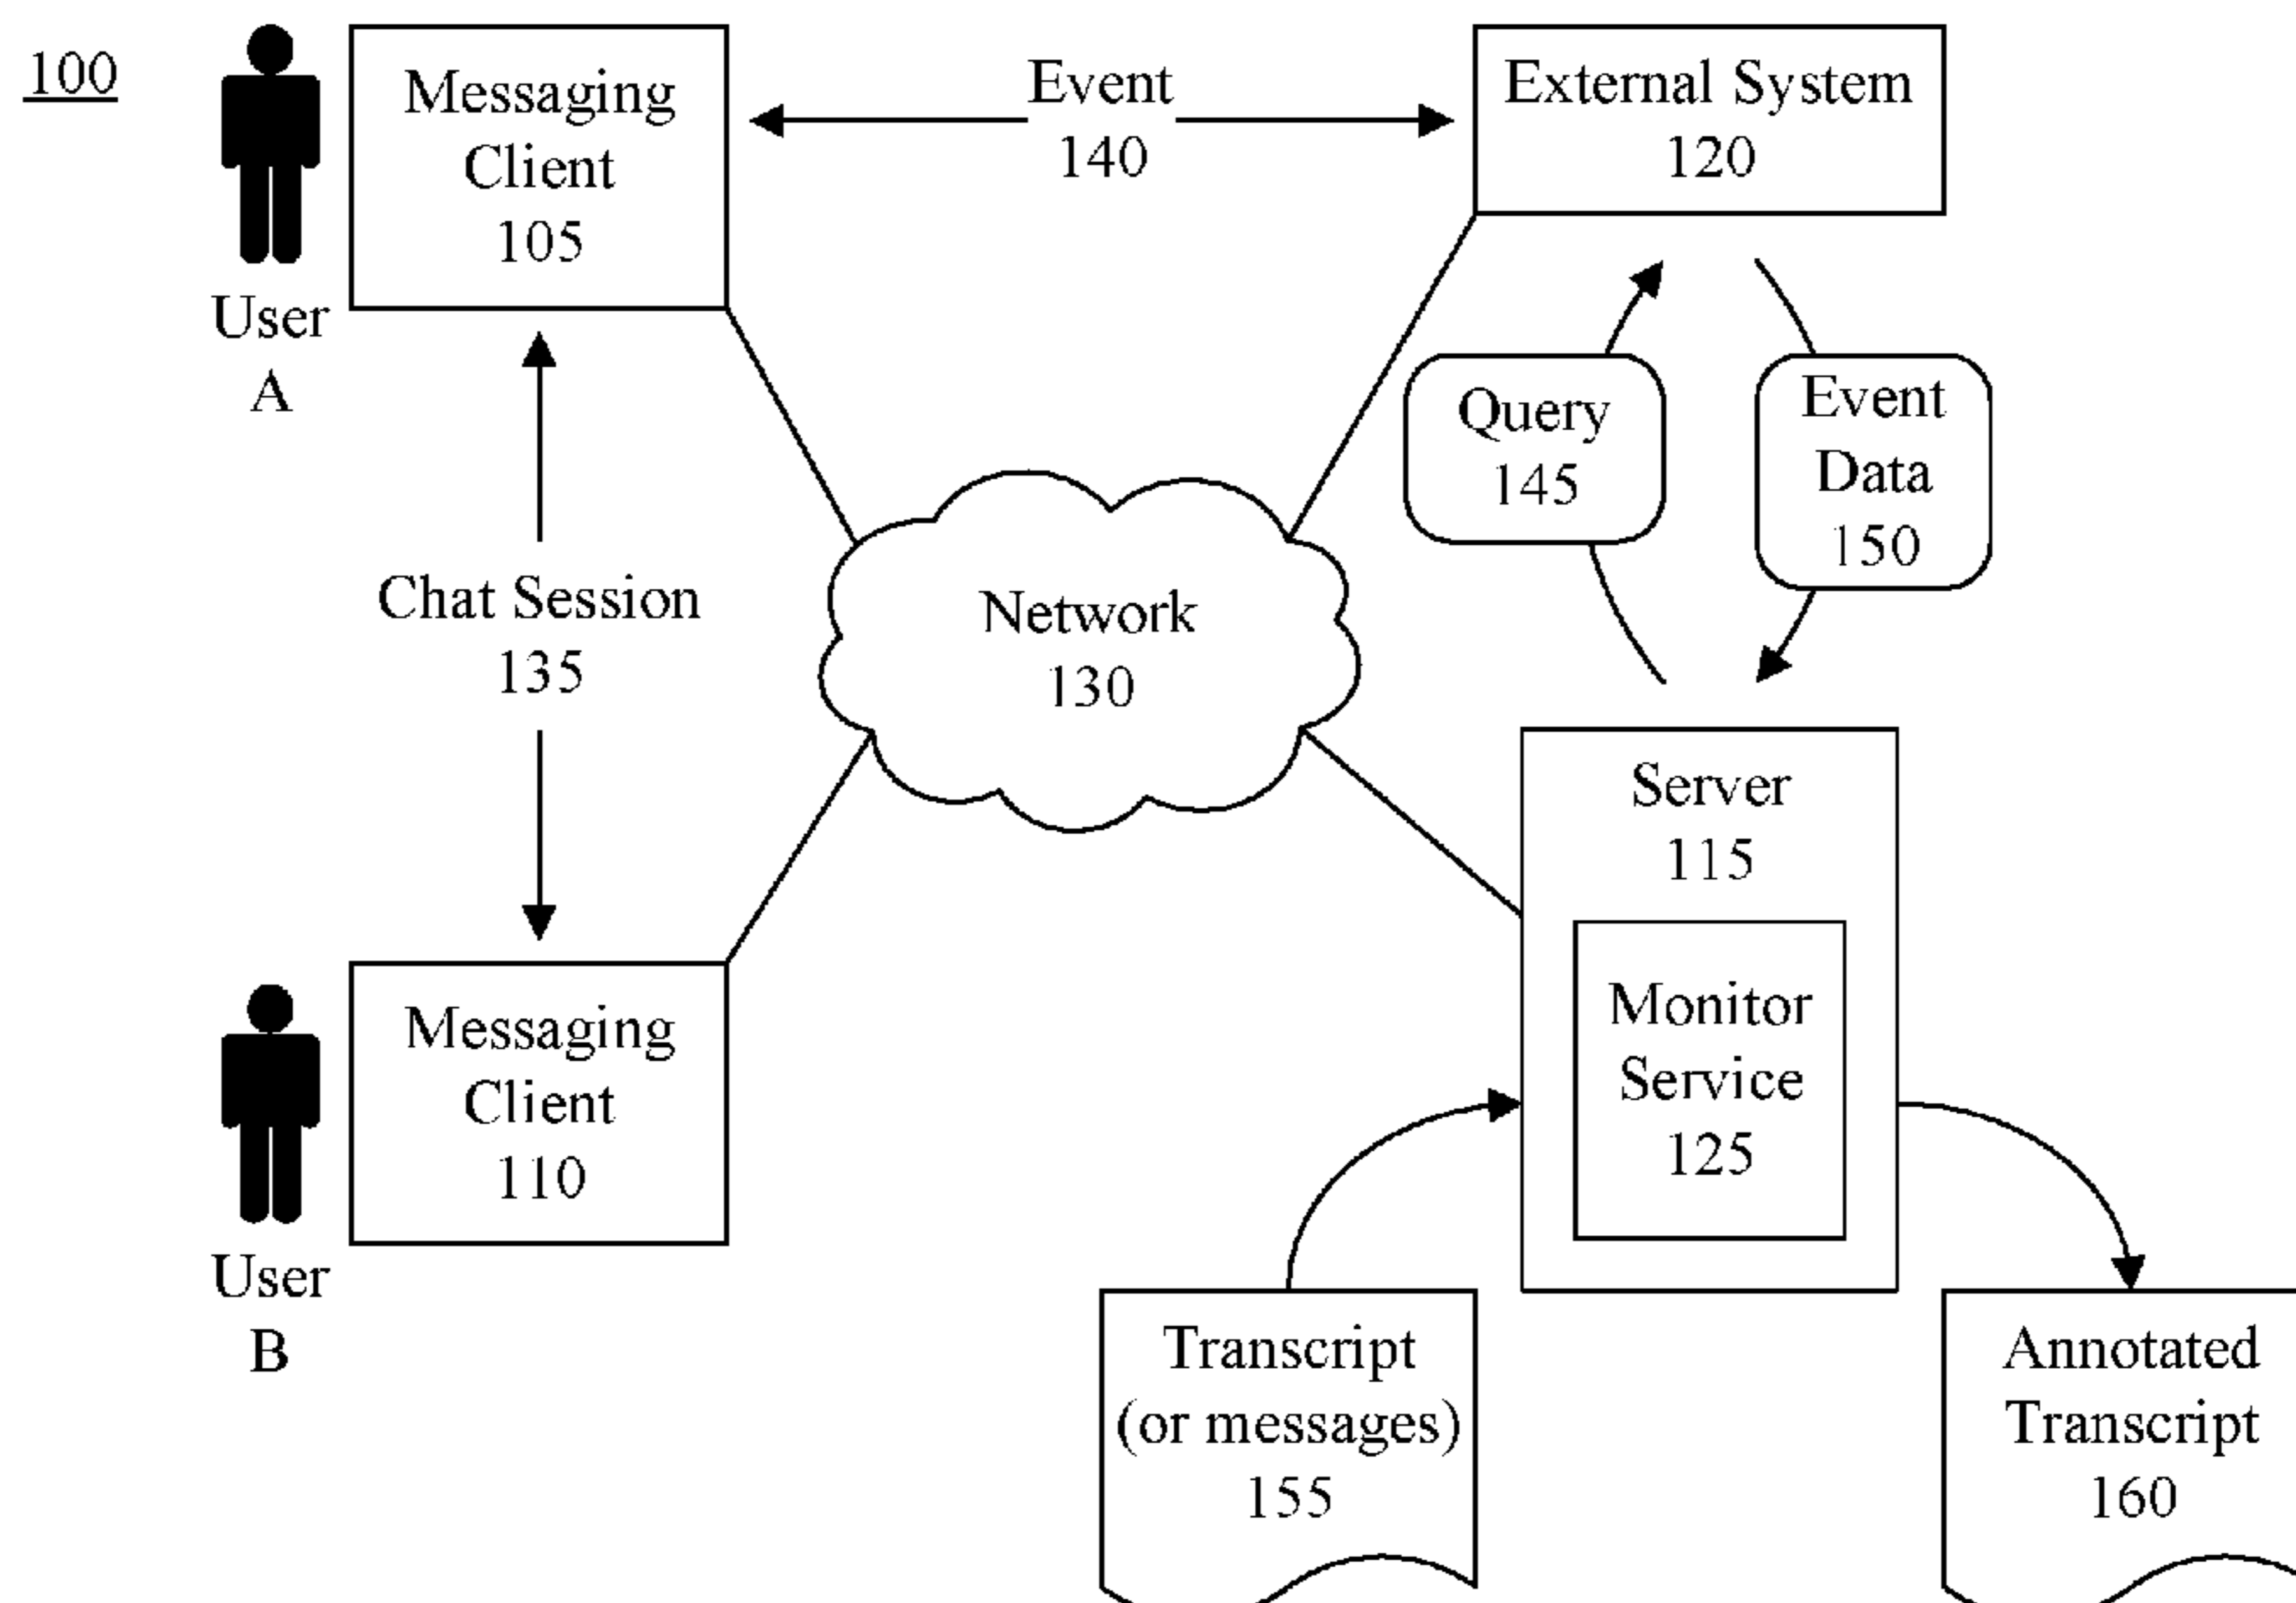 100
Messaging
Client
105
User
A
Event
140
External System
120
Query
145
Event
Data
150
Chat Session
135
Network
130
Server
115
Monitor
Service
125
Messaging
Client
110
User
B
Transcript
(or messages)
155
Annotated
Transcript
160